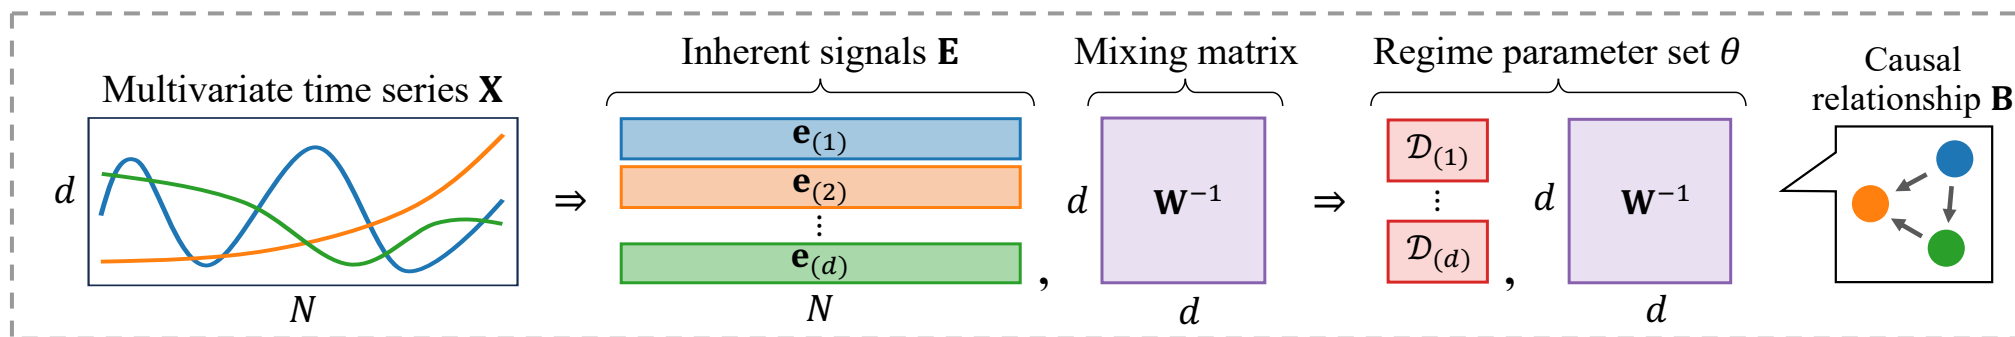 Multivariate time series X
d
N
⇒
Inherent signals E
e(1)
e(2)
⋮
e(d)
N
,
Mixing matrix
d
W⁻¹
d
⇒
Regime parameter set θ
𝒟(1)
⋮
𝒟(d)
,
d
W⁻¹
d
Causal
relationship B